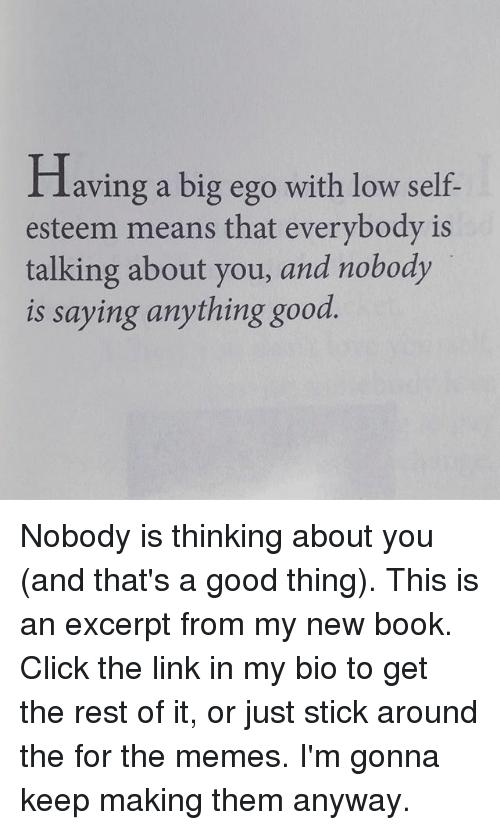 Having a big ego with low self-
esteem means that everybody is
talking about you, and nobody
is saying anything good.
Nobody is thinking about you
(and that's a good thing). This is
an excerpt from my new book.
Click the link in my bio to get
the rest of it, or just stick around
the for the memes. I'm gonna
keep making them anyway.